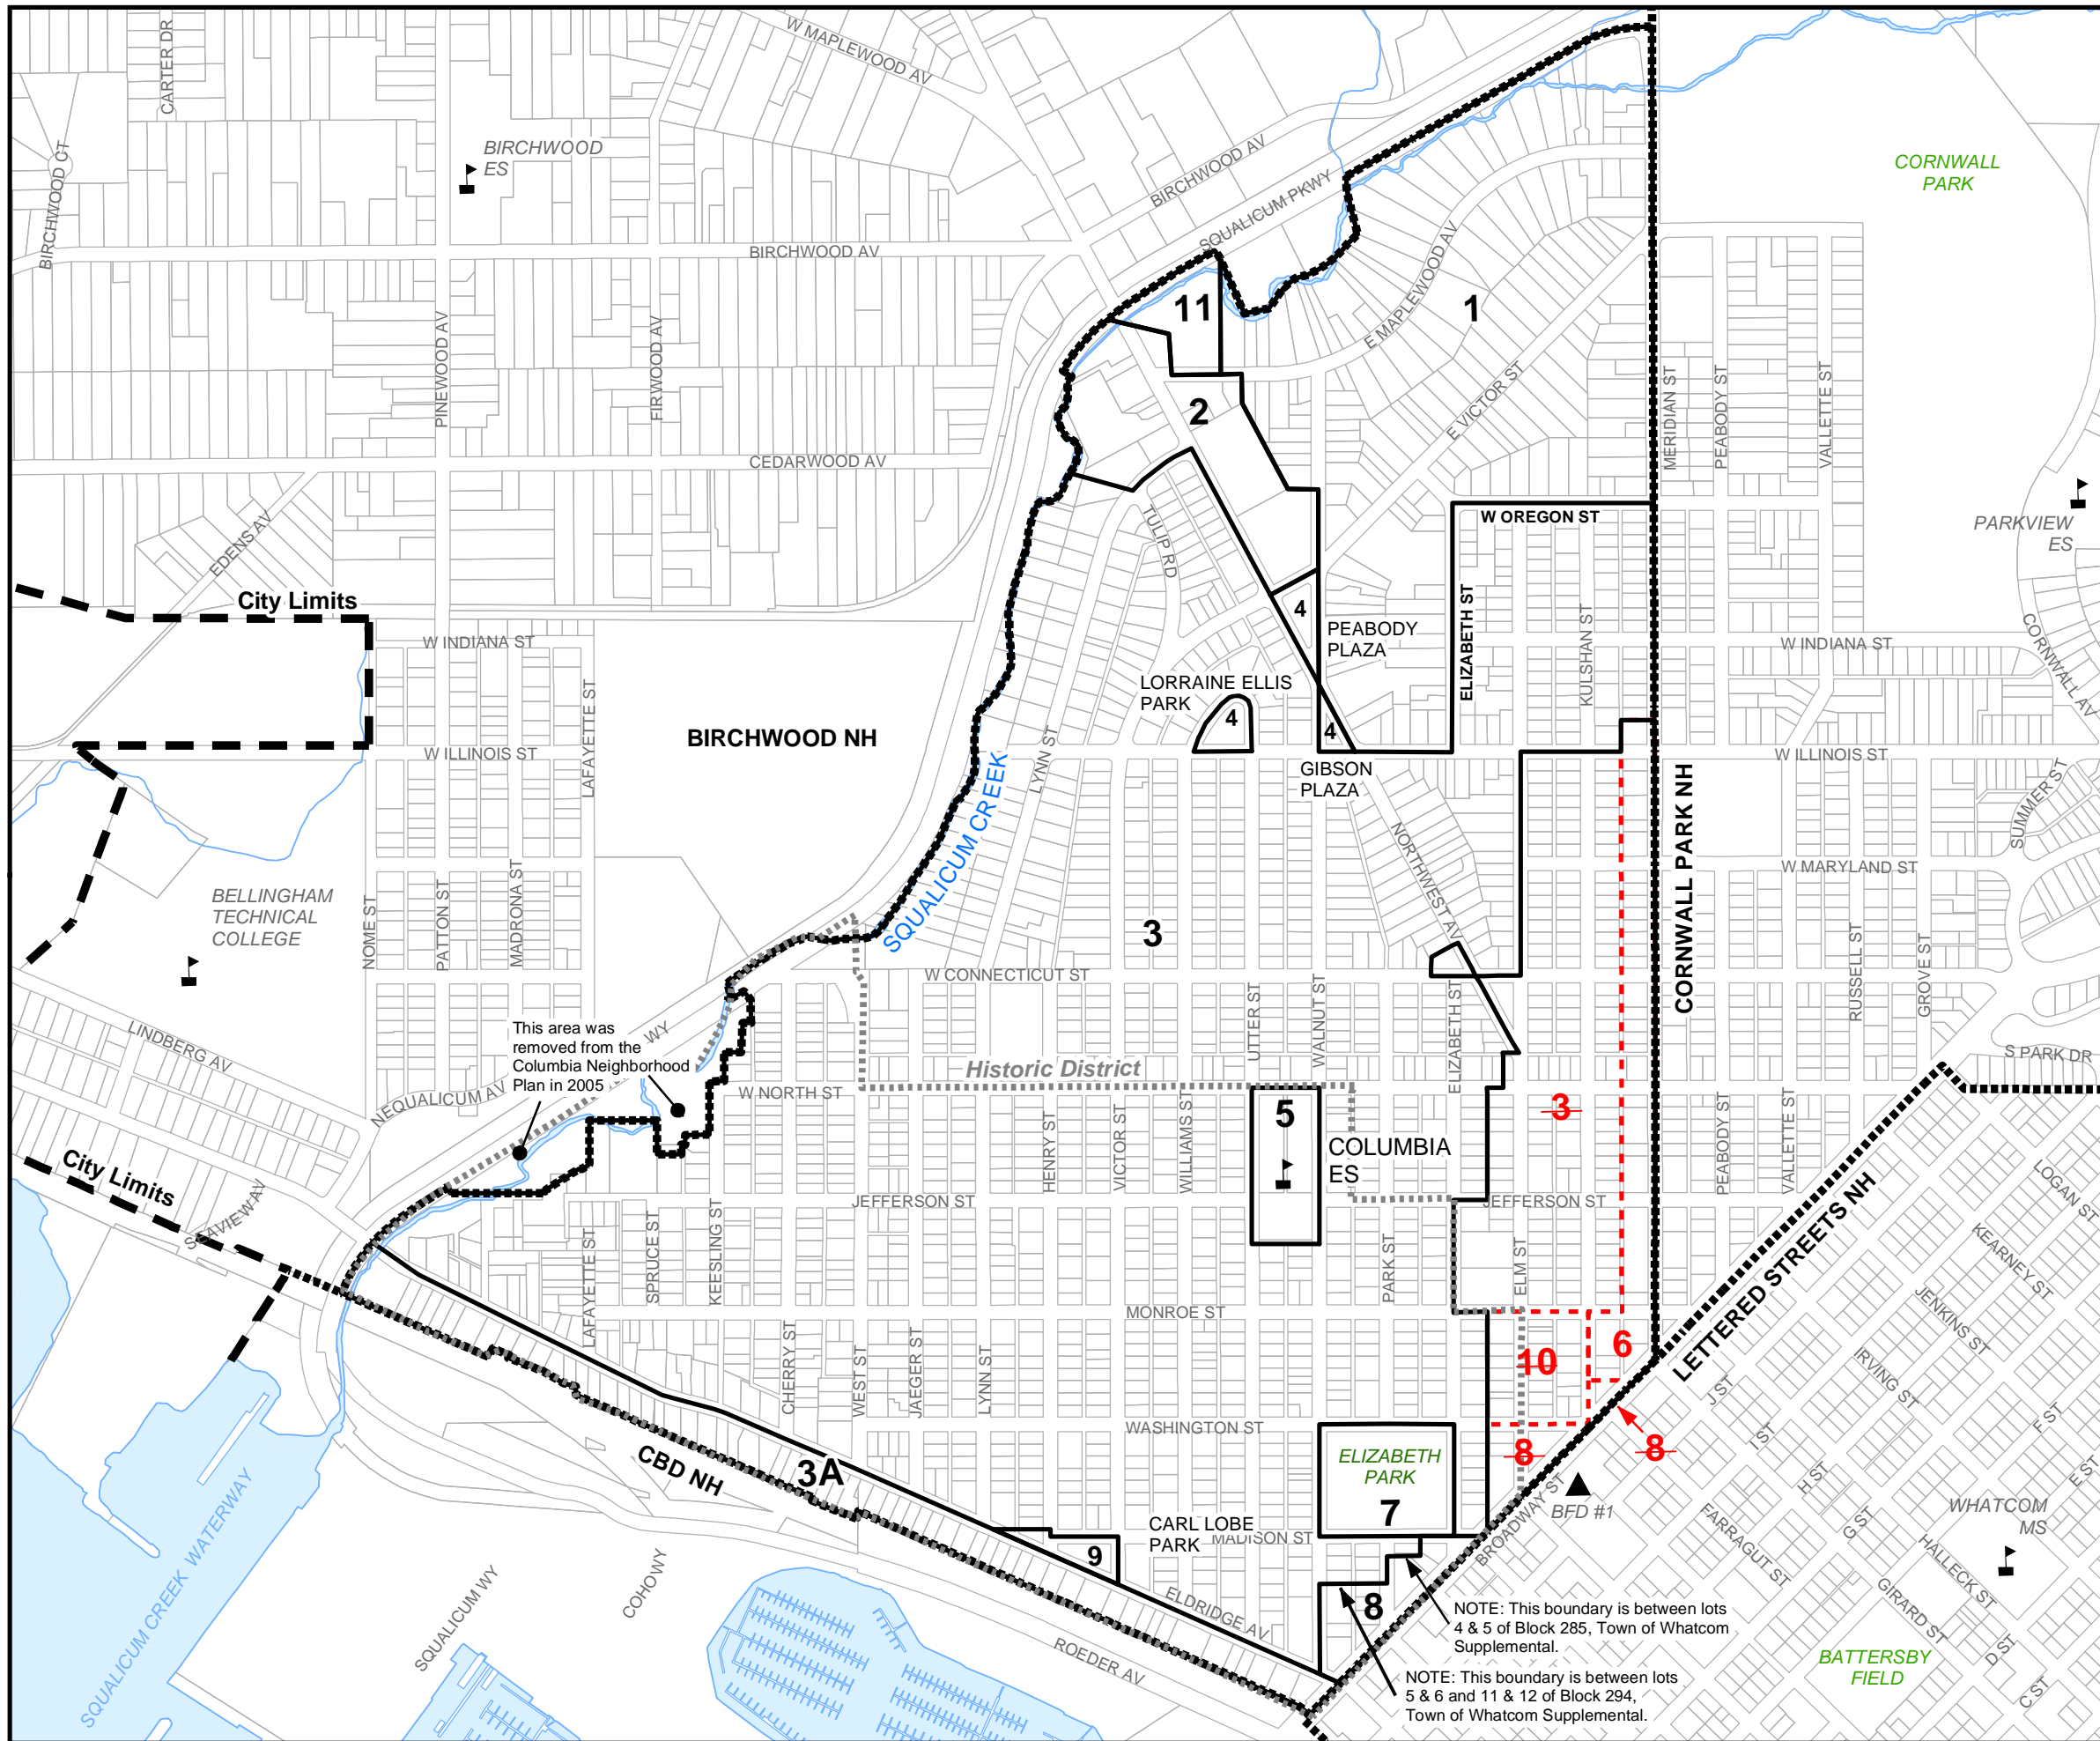 CARTER DR
W MAPLEWOOD AV
BIRCHWOOD
ES
BIRCHWOOD CT
BIRCHWOOD AV
SQUALICUM PKWY
CORNWALL
PARK
BIRCHWOOD AV
11
1
E MAPLEWOOD AV
PINEWOOD AV
FIRWOOD AV
2
E VICTOR ST
MERIDIAN ST
PEABODY ST
VALLETTE ST
CEDARWOOD AV
EDENS AV
TULIP RD
W OREGON ST
PARKVIEW
ES
City Limits
4
PEABODY
PLAZA
ELIZABETH ST
KULSHAN ST
W INDIANA ST
W INDIANA ST
CORNWALL AV
LORRAINE ELLIS
PARK
4
4
LAFAYETTE ST
BIRCHWOOD NH
W ILLINOIS ST
LYNN ST
W ILLINOIS ST
GIBSON
PLAZA
SQUALICUM CREEK
SUMMER ST
NORTHWEST AV
CORNWALL PARK NH
W MARYLAND ST
BELLINGHAM
TECHNICAL
COLLEGE
NOME ST
PATTON ST
MADRONA ST
3
RUSSELL ST
GROVE ST
W CONNECTICUT ST
UTTER ST
WALNUT ST
ELIZABETH ST
LINDBERG AV
This area was
removed from the
Columbia Neighborhood
Plan in 2005
WY
Historic District
S PARK DR
NEQUALICUM AV
W NORTH ST
5
3
COLUMBIA
ES
HENRY ST
VICTOR ST
WILLIAMS ST
PEABODY ST
VALLETTE ST
City Limits
SEAVIEW AV
JEFFERSON ST
JEFFERSON ST
LOGAN ST
KEARNEY ST
LAFAYETTE ST
SPRUCE ST
KEESLING ST
PARK ST
ELM ST
LETTERED STREETS NH
MONROE ST
JENKINS ST
10
6
IRVING ST
CHERRY ST
WEST ST
JAEGER ST
LYNN ST
J ST
I ST
F ST
WASHINGTON ST
8
8
CBD NH
3A
ELIZABETH
PARK
7
H ST
E ST
BROADWAY ST
BFD #1
G ST
WHATCOM
MS
CARL LOBE
PARK
MADISON ST
9
FARRAGUT ST
HALLECK ST
SQUALICUM CREEK WATERWAY
SQUALICUM WY
COHO WY
ELDRIDGE AV
8
GIRARD ST
D ST
C ST
NOTE: This boundary is between lots
4 & 5 of Block 285, Town of Whatcom
Supplemental.
ROEDER AV
BATTERSBY
FIELD
NOTE: This boundary is between lots
5 & 6 and 11 & 12 of Block 294,
Town of Whatcom Supplemental.